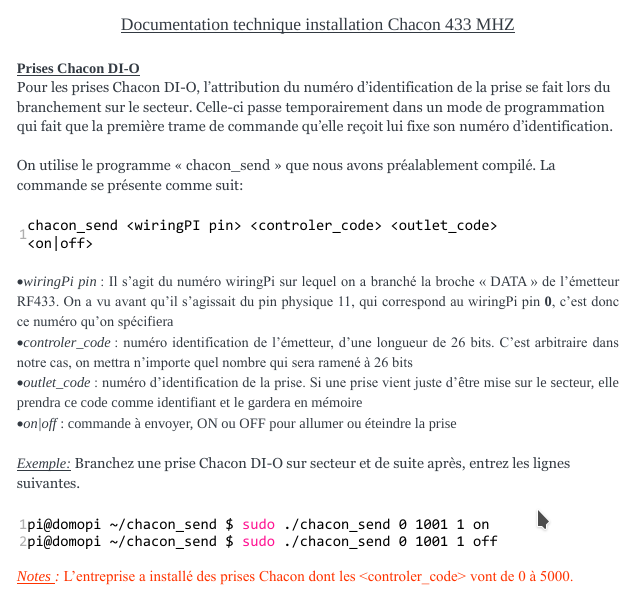 Documentation technique installation Chacon 433 MHZ
Prises Chacon DI-O
Pour les prises Chacon DI-O, l’attribution du numéro d’identification de la prise se fait lors du
branchement sur le secteur. Celle-ci passe temporairement dans un mode de programmation
qui fait que la première trame de commande qu’elle reçoit lui fixe son numéro d’identification.
On utilise le programme « chacon_send » que nous avons préalablement compilé. La
commande se présente comme suit:
1 chacon_send <wiringPI pin> <controler_code> <outlet_code>
<on|off>
•wiringPi pin : Il s’agit du numéro wiringPi sur lequel on a branché la broche « DATA » de l’émetteur
RF433. On a vu avant qu’il s’agissait du pin physique 11, qui correspond au wiringPi pin 0, c’est donc
ce numéro qu’on spécifiera
•controler_code : numéro identification de l’émetteur, d’une longueur de 26 bits. C’est arbitraire dans
notre cas, on mettra n’importe quel nombre qui sera ramené à 26 bits
•outlet_code : numéro d’identification de la prise. Si une prise vient juste d’être mise sur le secteur, elle
prendra ce code comme identifiant et le gardera en mémoire
•on|off : commande à envoyer, ON ou OFF pour allumer ou éteindre la prise
Exemple: Branchez une prise Chacon DI-O sur secteur et de suite après, entrez les lignes
suivantes.
1pi@domopi ~/chacon_send $ sudo ./chacon_send 0 1001 1 on
2pi@domopi ~/chacon_send $ sudo ./chacon_send 0 1001 1 off
Notes : L’entreprise a installé des prises Chacon dont les <controler_code> vont de 0 à 5000.